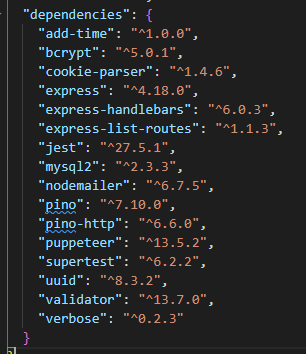 "dependencies": {
"add-time": "^1.0.0",
"bcrypt": "^5.0.1",
"cookie-parser": "^1.4.6",
"express": "^4.18.0",
"express-handlebars": "^6.0.3",
"express-list-routes": "^1.1.3",
"jest": "^27.5.1",
"mysql2": "^2.3.3",
"nodemailer": "^6.7.5",
"pino": "^7.10.0",
"pino-http": "^6.6.0",
"puppeteer": "^13.5.2",
"supertest": "^6.2.2",
"uuid": "^8.3.2",
"validator": "^13.7.0",
"verbose": "^0.2.3"
}
}